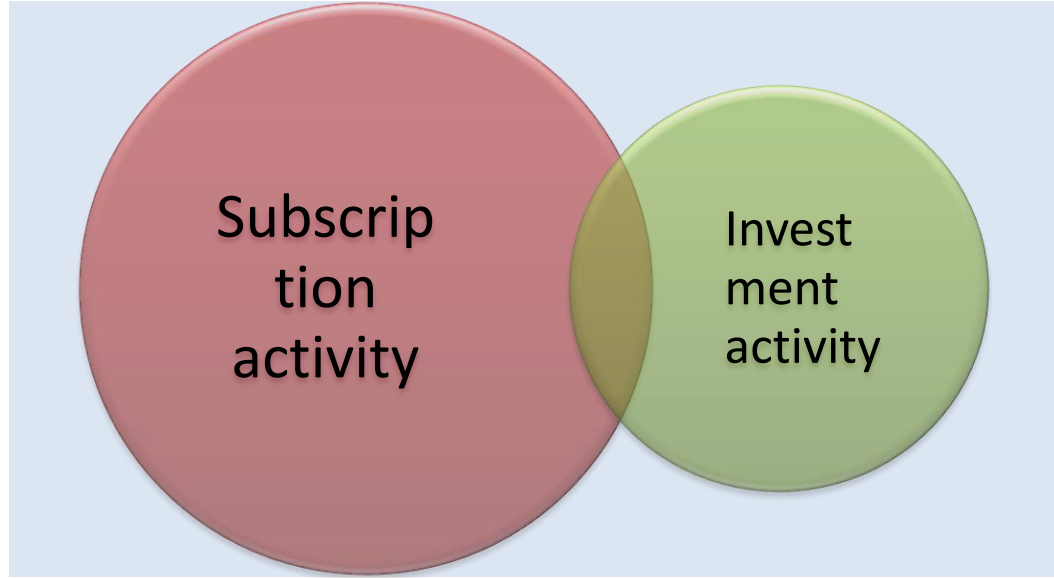 Subscrip
tion
activity
Invest
ment
activity